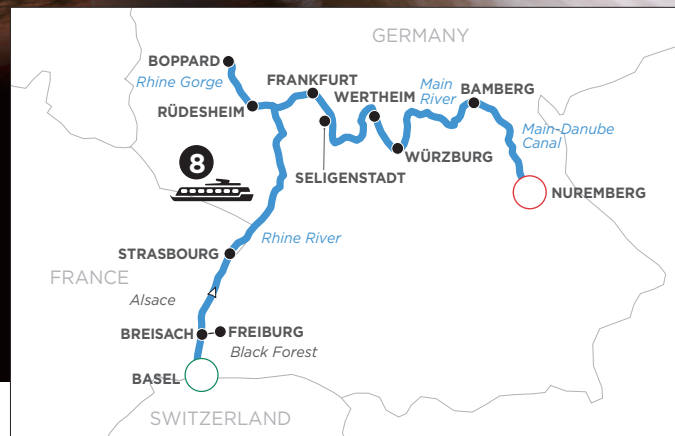 GERMANY
BOPPARD
Rhine Gorge
FRANKFURT
RÜDESHEIM
WERTHEIM
Main
River
BAMBERG
Main-Danube
Canal
WÜRZBURG
SELIGENSTADT
8
NUREMBERG
STRASBOURG
Rhine River
FRANCE
Alsace
BREISACH
FREIBURG
Black Forest
BASEL
SWITZERLAND